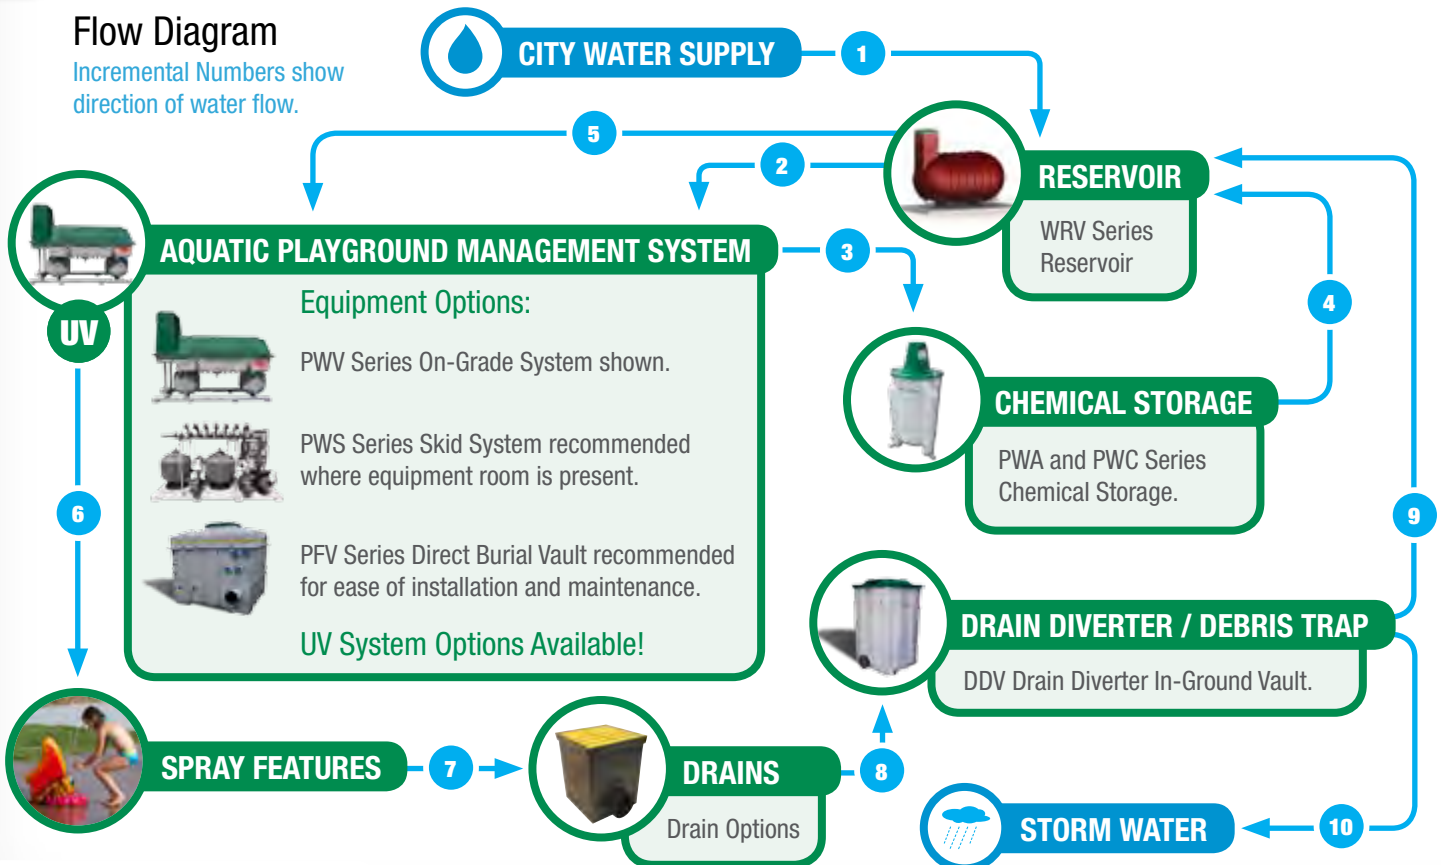 Flow Diagram
Incremental Numbers show
direction of water flow.
CITY WATER SUPPLY
1
5
2
RESERVOIR
WRV Series
Reservoir
AQUATIC PLAYGROUND MANAGEMENT SYSTEM
3
4
UV
Equipment Options:
PWV Series On-Grade System shown.
PWS Series Skid System recommended
where equipment room is present.
PFV Series Direct Burial Vault recommended
for ease of installation and maintenance.
UV System Options Available!
CHEMICAL STORAGE
PWA and PWC Series
Chemical Storage.
6
9
DRAIN DIVERTER / DEBRIS TRAP
DDV Drain Diverter In-Ground Vault.
SPRAY FEATURES
7
DRAINS
Drain Options
8
STORM WATER
10